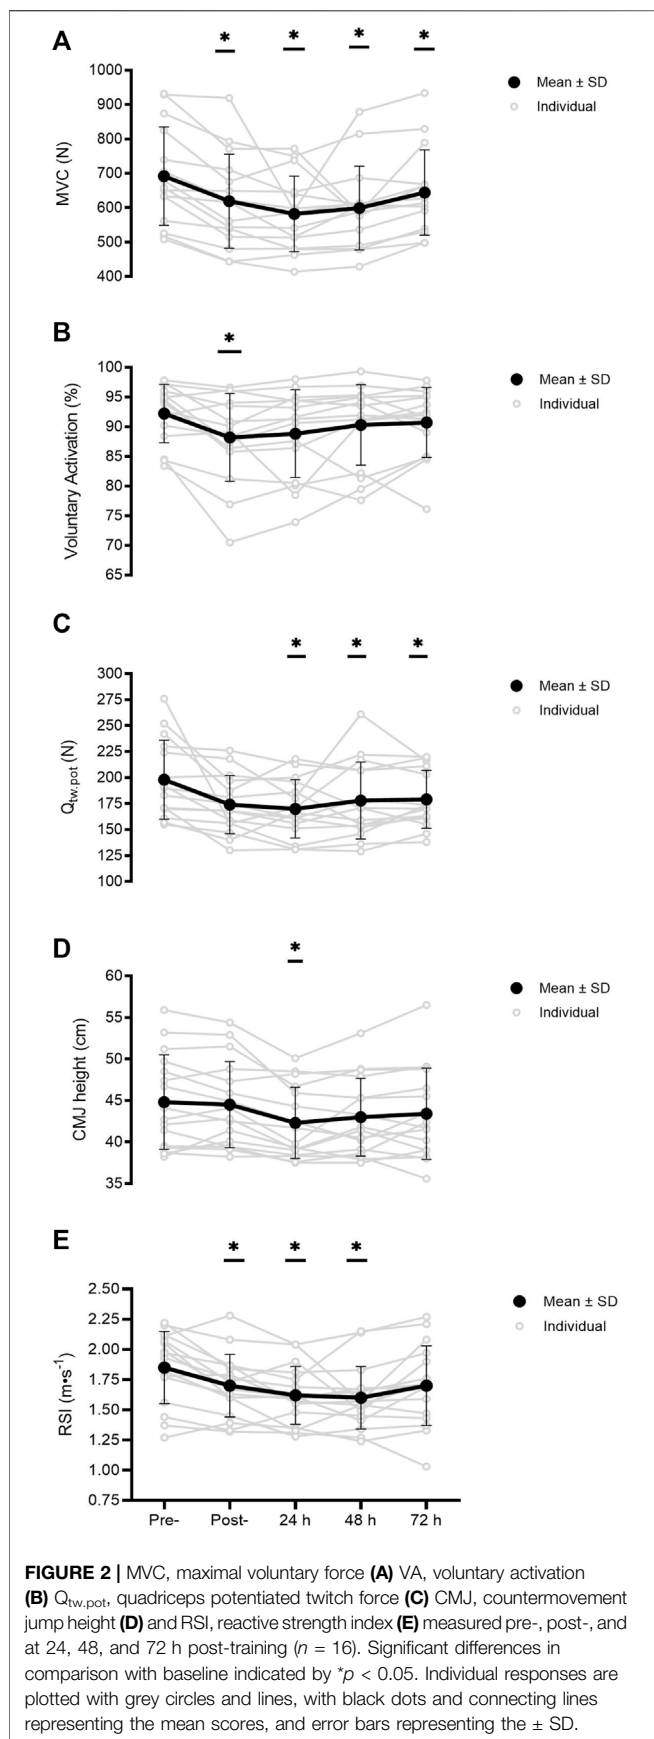 A
* * * *
1000
900
800
700
600
500
400
MVC (N)
Mean ± SD
Individual
B
*
100
95
90
85
80
75
70
65
Voluntary Activation (%)
Mean ± SD
Individual
C
* * *
300
275
250
225
200
175
150
125
100
Qtw.pot (N)
Mean ± SD
Individual
D
*
60
55
50
45
40
35
CMJ height (cm)
Mean ± SD
Individual
E
* * *
2.50
2.25
2.00
1.75
1.50
1.25
1.00
0.75
RSI (m•s-1)
Mean ± SD
Individual
Pre- Post- 24 h 48 h 72 h
FIGURE 2 | MVC, maximal voluntary force (A) VA, voluntary activation
(B) Qtw.pot, quadriceps potentiated twitch force (C) CMJ, countermovement
jump height (D) and RSI, reactive strength index (E) measured pre-, post-, and
at 24, 48, and 72 h post-training (n = 16). Significant differences in
comparison with baseline indicated by *p < 0.05. Individual responses are
plotted with grey circles and lines, with black dots and connecting lines
representing the mean scores, and error bars representing the ± SD.